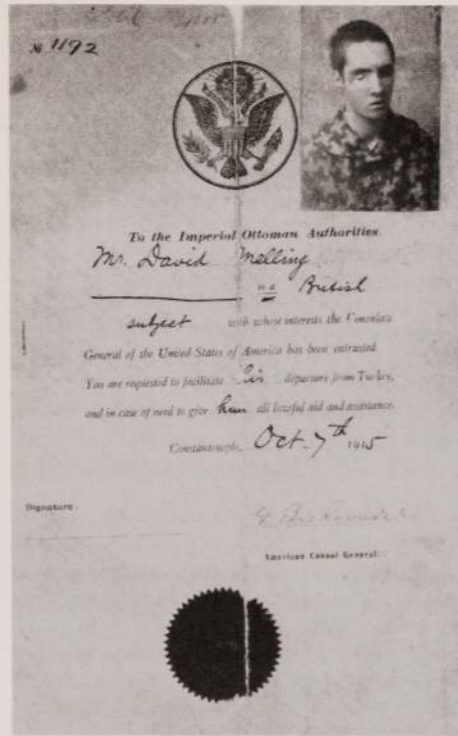 № 1192
To the Imperial Ottoman Authorities.
Mr. David Melling
is a British
subject with whose interests the Consulate
General of the United States of America has been entrusted.
You are requested to facilitate his departure from Turkey,
and in case of need to give him all lawful aid and assistance.
Constantinople, Oct. 7th 1915
Signature:
American Consul General.